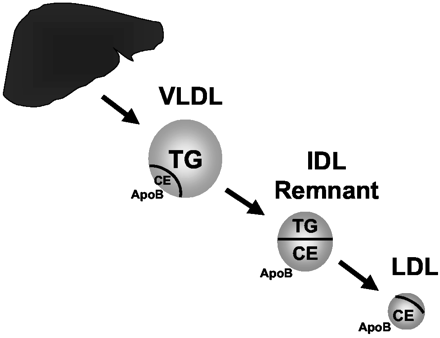 VLDL
TG
CE
ApoB
IDL
Remnant
TG
CE
ApoB
LDL
CE
ApoB